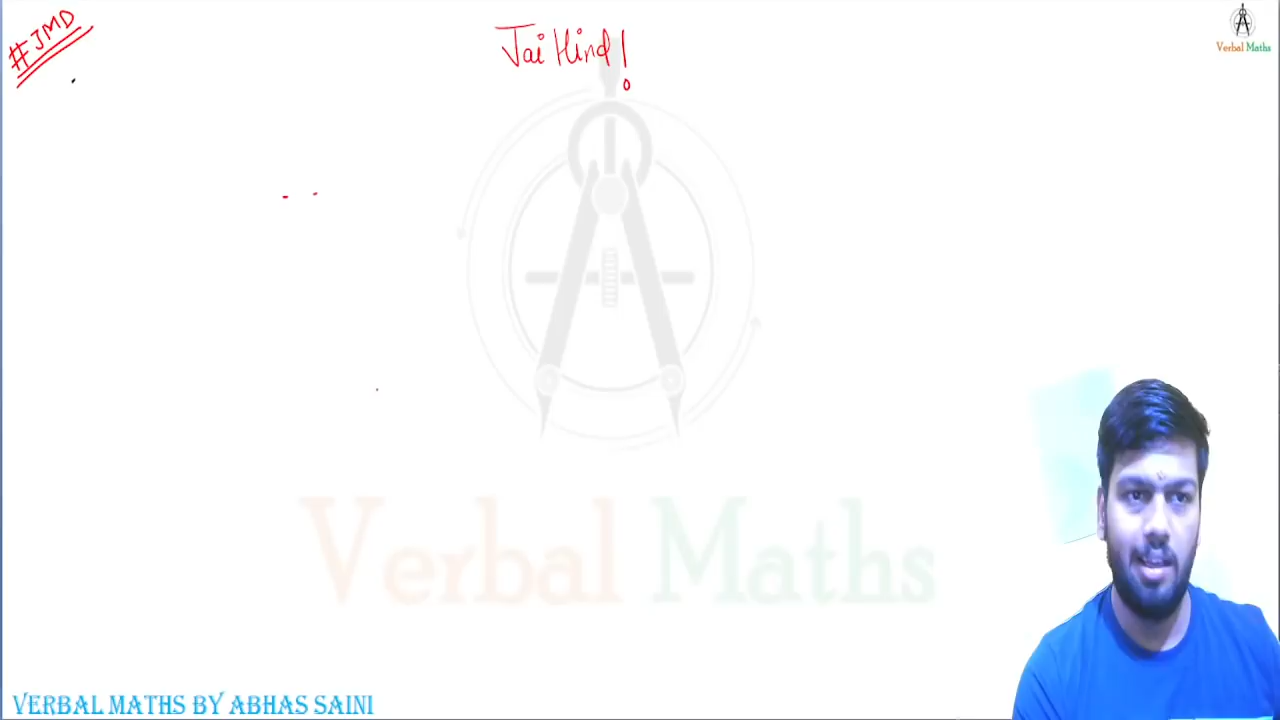 #JMD
Jai Hind!
Verbal Maths
Verbal Maths
VERBAL MATHS BY ABHAS SAINI